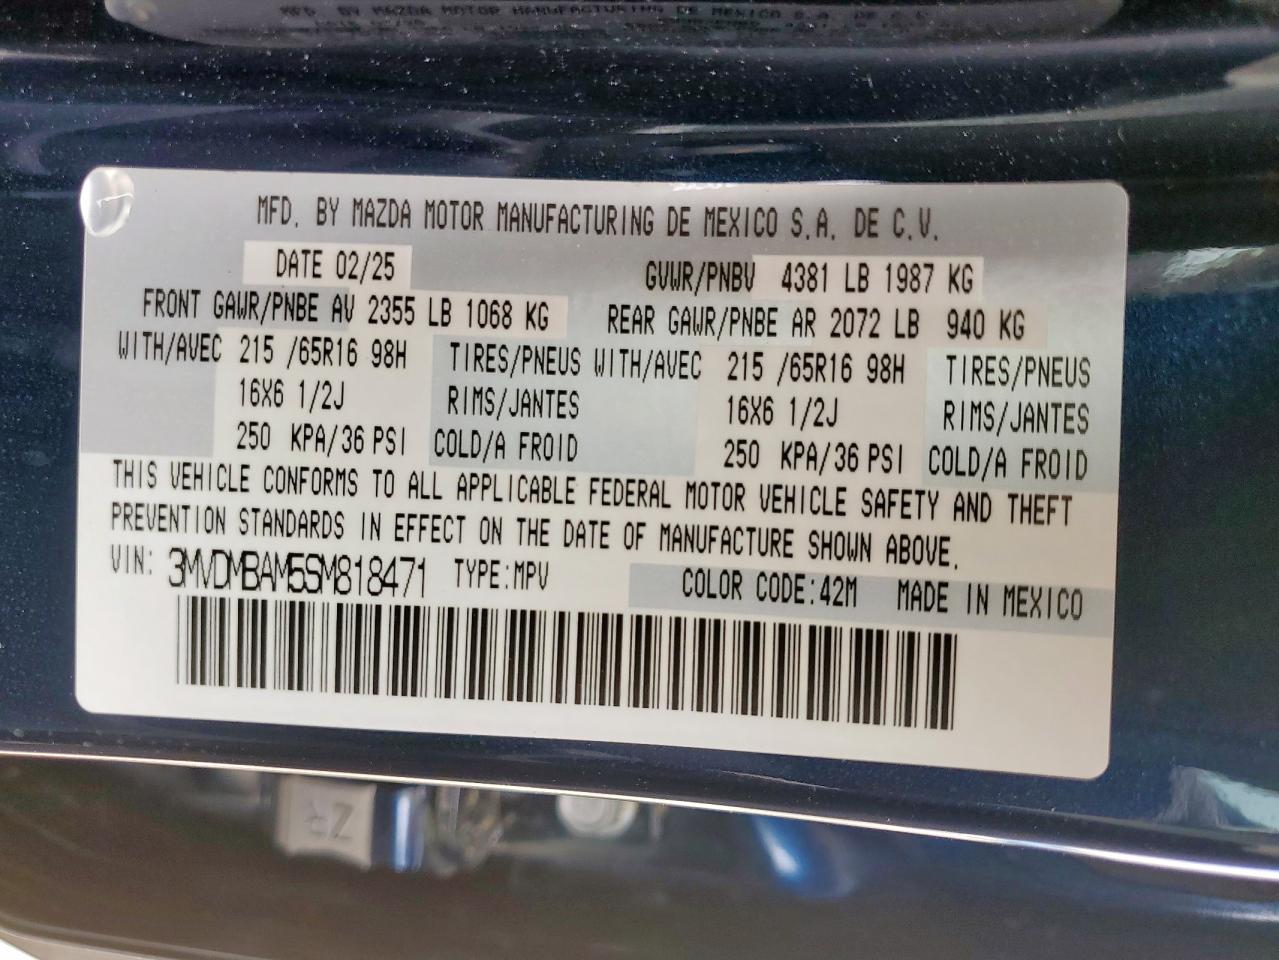 MFD. BY MAZDA MOTOR MANUFACTURING DE MEXICO S.A. DE C.V.
DATE 02/25 GVWR/PNBV 4381 LB 1987 KG
FRONT GAWR/PNBE AV 2355 LB 1068 KG REAR GAWR/PNBE AR 2072 LB 940 KG
WITH/AVEC 215 /65R16 98H TIRES/PNEUS WITH/AVEC 215 /65R16 98H TIRES/PNEUS
16X6 1/2J RIMS/JANTES 16X6 1/2J RIMS/JANTES
250 KPA/36 PSI COLD/A FROID 250 KPA/36 PSI COLD/A FROID
THIS VEHICLE CONFORMS TO ALL APPLICABLE FEDERAL MOTOR VEHICLE SAFETY AND THEFT
PREVENTION STANDARDS IN EFFECT ON THE DATE OF MANUFACTURE SHOWN ABOVE.
VIN: 3MVDMBAM5SM818471 TYPE:MPV COLOR CODE:42M MADE IN MEXICO